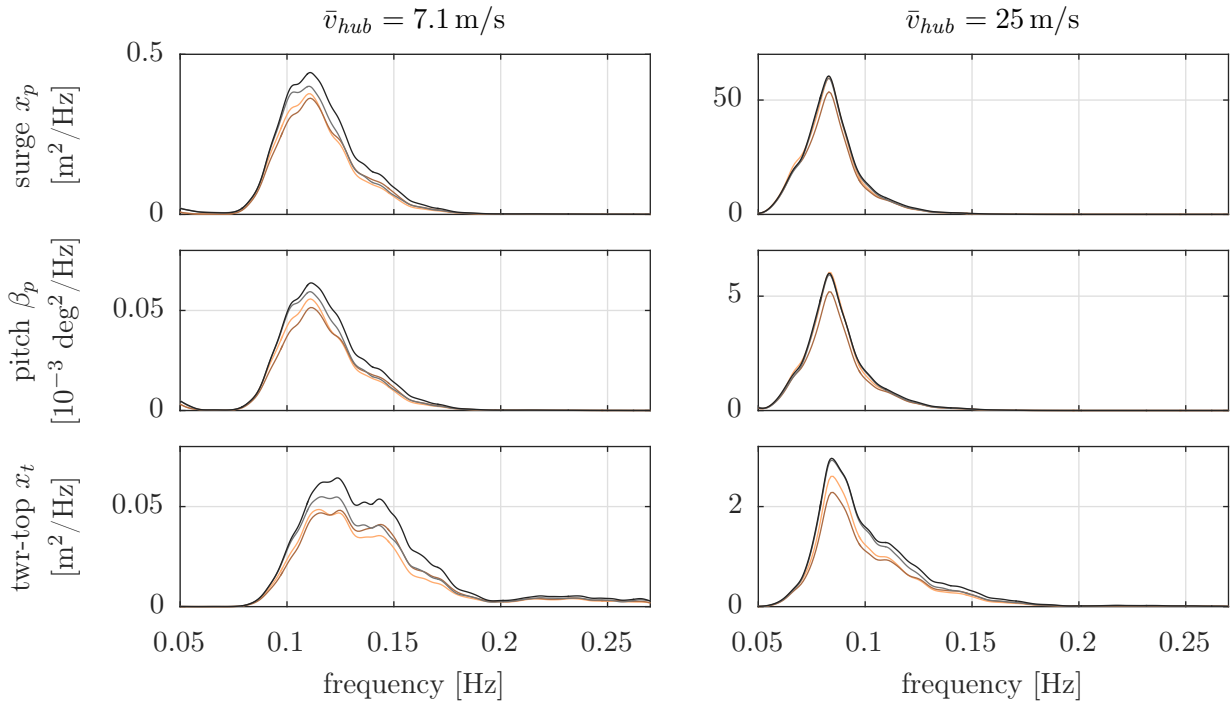 v̄_hub = 7.1 m/s
v̄_hub = 25 m/s
surge x_p
[m²/Hz]
0.5
0
50
0
pitch β_p
[10⁻³ deg²/Hz]
0.05
0
5
0
twr-top x_t
[m²/Hz]
0.05
0
2
0
0.05 0.1 0.15 0.2 0.25
0.05 0.1 0.15 0.2 0.25
frequency [Hz]
frequency [Hz]